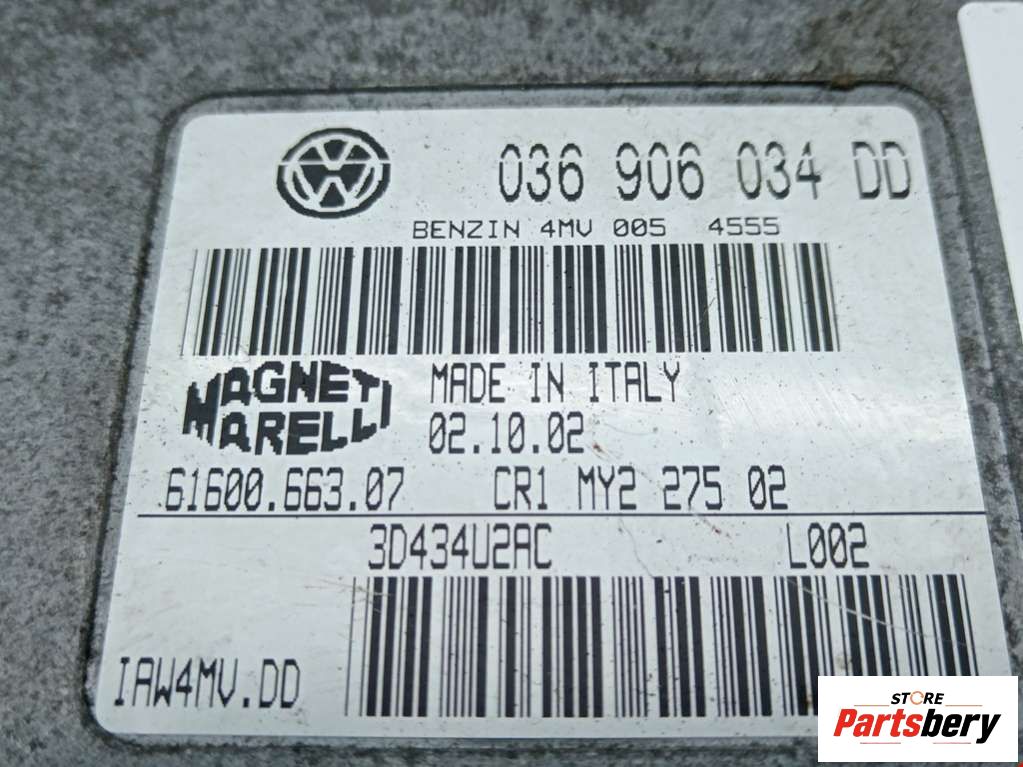 036 906 034 DD
BENZIN 4MV 005 4555
MAGNETI
MARELLI
MADE IN ITALY
02.10.02
61600.663.07 CR1 MY2 275 02
3D434U2AC L002
IAW4MV.DD
STORE
Partsbery